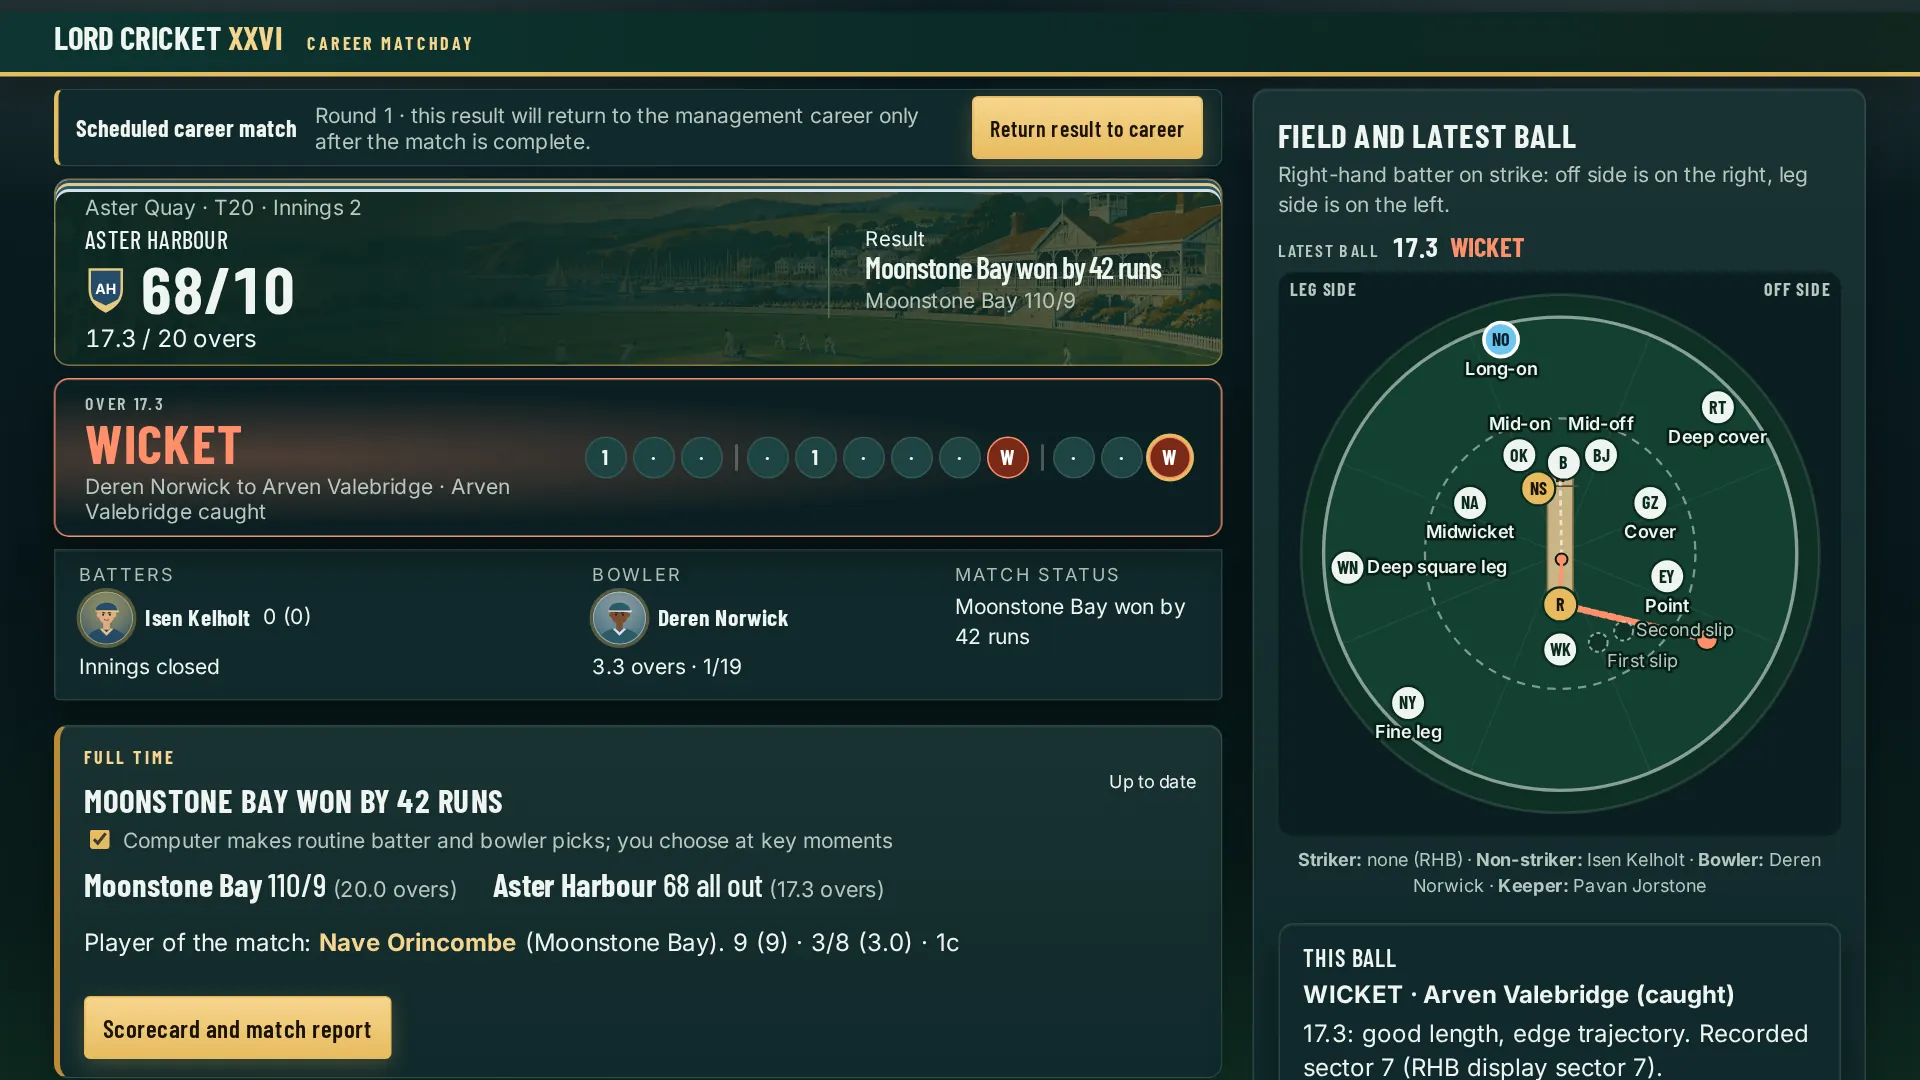 LORD CRICKET XXVI CAREER MATCHDAY
Scheduled career match
Round 1 · this result will return to the management career only
after the match is complete.
Return result to career
Aster Quay · T20 · Innings 2
ASTER HARBOUR
AH 68/10
17.3 / 20 overs
Result
Moonstone Bay won by 42 runs
Moonstone Bay 110/9
OVER 17.3
WICKET
Deren Norwick to Arven Valebridge · Arven
Valebridge caught
1 · · | · 1 · · · W | · · W
BATTERS
Isen Kelholt 0 (0)
Innings closed
BOWLER
Deren Norwick
3.3 overs · 1/19
MATCH STATUS
Moonstone Bay won by
42 runs
FULL TIME
MOONSTONE BAY WON BY 42 RUNS
Up to date
Computer makes routine batter and bowler picks; you choose at key moments
Moonstone Bay 110/9 (20.0 overs) Aster Harbour 68 all out (17.3 overs)
Player of the match: Nave Orincombe (Moonstone Bay). 9 (9) · 3/8 (3.0) · 1c
Scorecard and match report
FIELD AND LATEST BALL
Right-hand batter on strike: off side is on the right, leg
side is on the left.
LATEST BALL 17.3 WICKET
LEG SIDE
OFF SIDE
NO
Long-on
RT
Deep cover
Mid-on Mid-off
OK B BJ
NS
NA
Midwicket
GZ
Cover
WN Deep square leg
EY
Point
R
Second slip
WK
First slip
NY
Fine leg
Striker: none (RHB) · Non-striker: Isen Kelholt · Bowler: Deren
Norwick · Keeper: Pavan Jorstone
THIS BALL
WICKET · Arven Valebridge (caught)
17.3: good length, edge trajectory. Recorded
sector 7 (RHB display sector 7).